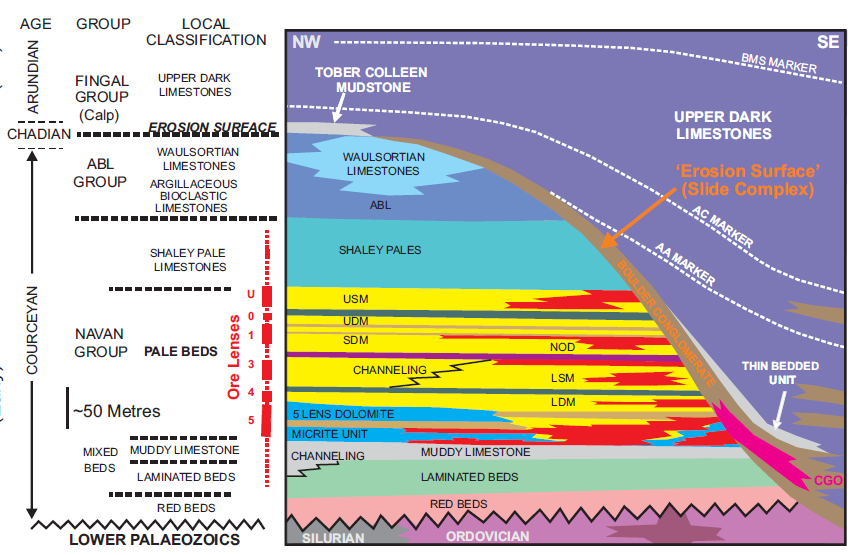 AGE
GROUP
LOCAL
CLASSIFICATION
ARUNDIAN
FINGAL
GROUP
(Calp)
UPPER DARK
LIMESTONES
CHADIAN
EROSION SURFACE
ABL
GROUP
WAULSORTIAN
LIMESTONES
ARGILLACEOUS
BIOCLASTIC
LIMESTONES
COURCEYAN
SHALEY PALE
LIMESTONES
NAVAN
GROUP
PALE BEDS
Ore Lenses
U
0
1
3
4
5
~50 Metres
MIXED
BEDS
MUDDY LIMESTONE
LAMINATED BEDS
RED BEDS
LOWER PALAEOZOICS
NW
SE
BMS MARKER
TOBER COLLEEN
MUDSTONE
UPPER DARK
LIMESTONES
WAULSORTIAN
LIMESTONES
'Erosion Surface'
(Slide Complex)
ABL
AC MARKER
AA MARKER
SHALEY PALES
BOULDER CONGLOMERATE
USM
UDM
SDM
NOD
CHANNELING
LSM
THIN BEDDED
UNIT
LDM
5 LENS DOLOMITE
MICRITE UNIT
MUDDY LIMESTONE
CHANNELING
LAMINATED BEDS
CGO
RED BEDS
SILURIAN
ORDOVICIAN